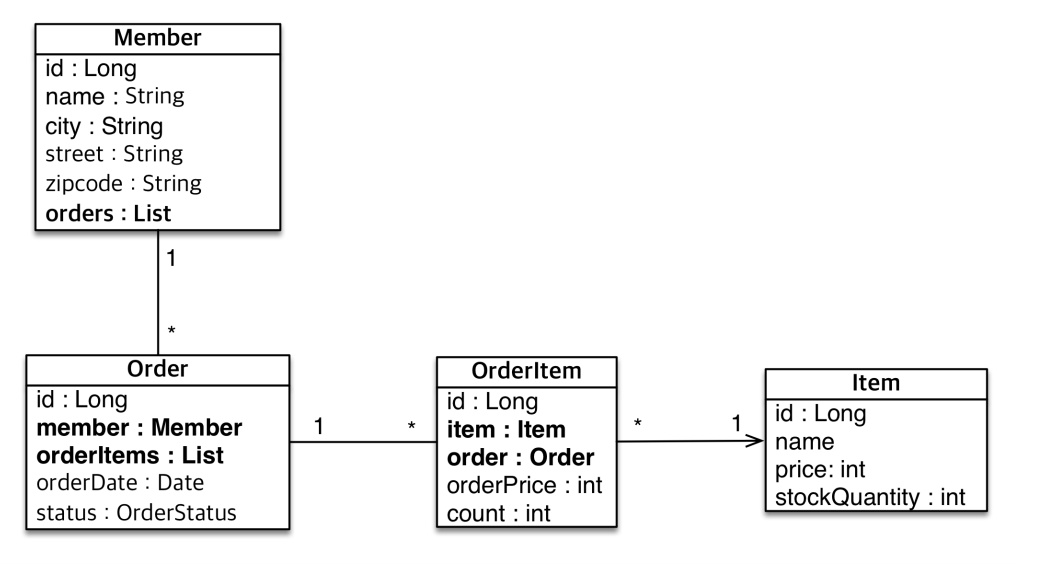 Member
id : Long
name : String
city : String
street : String
zipcode : String
orders : List
1
*
Order
id : Long
member : Member
orderItems : List
orderDate : Date
status : OrderStatus
1
*
OrderItem
id : Long
item : Item
order : Order
orderPrice : int
count : int
*
1
Item
id : Long
name
price: int
stockQuantity : int